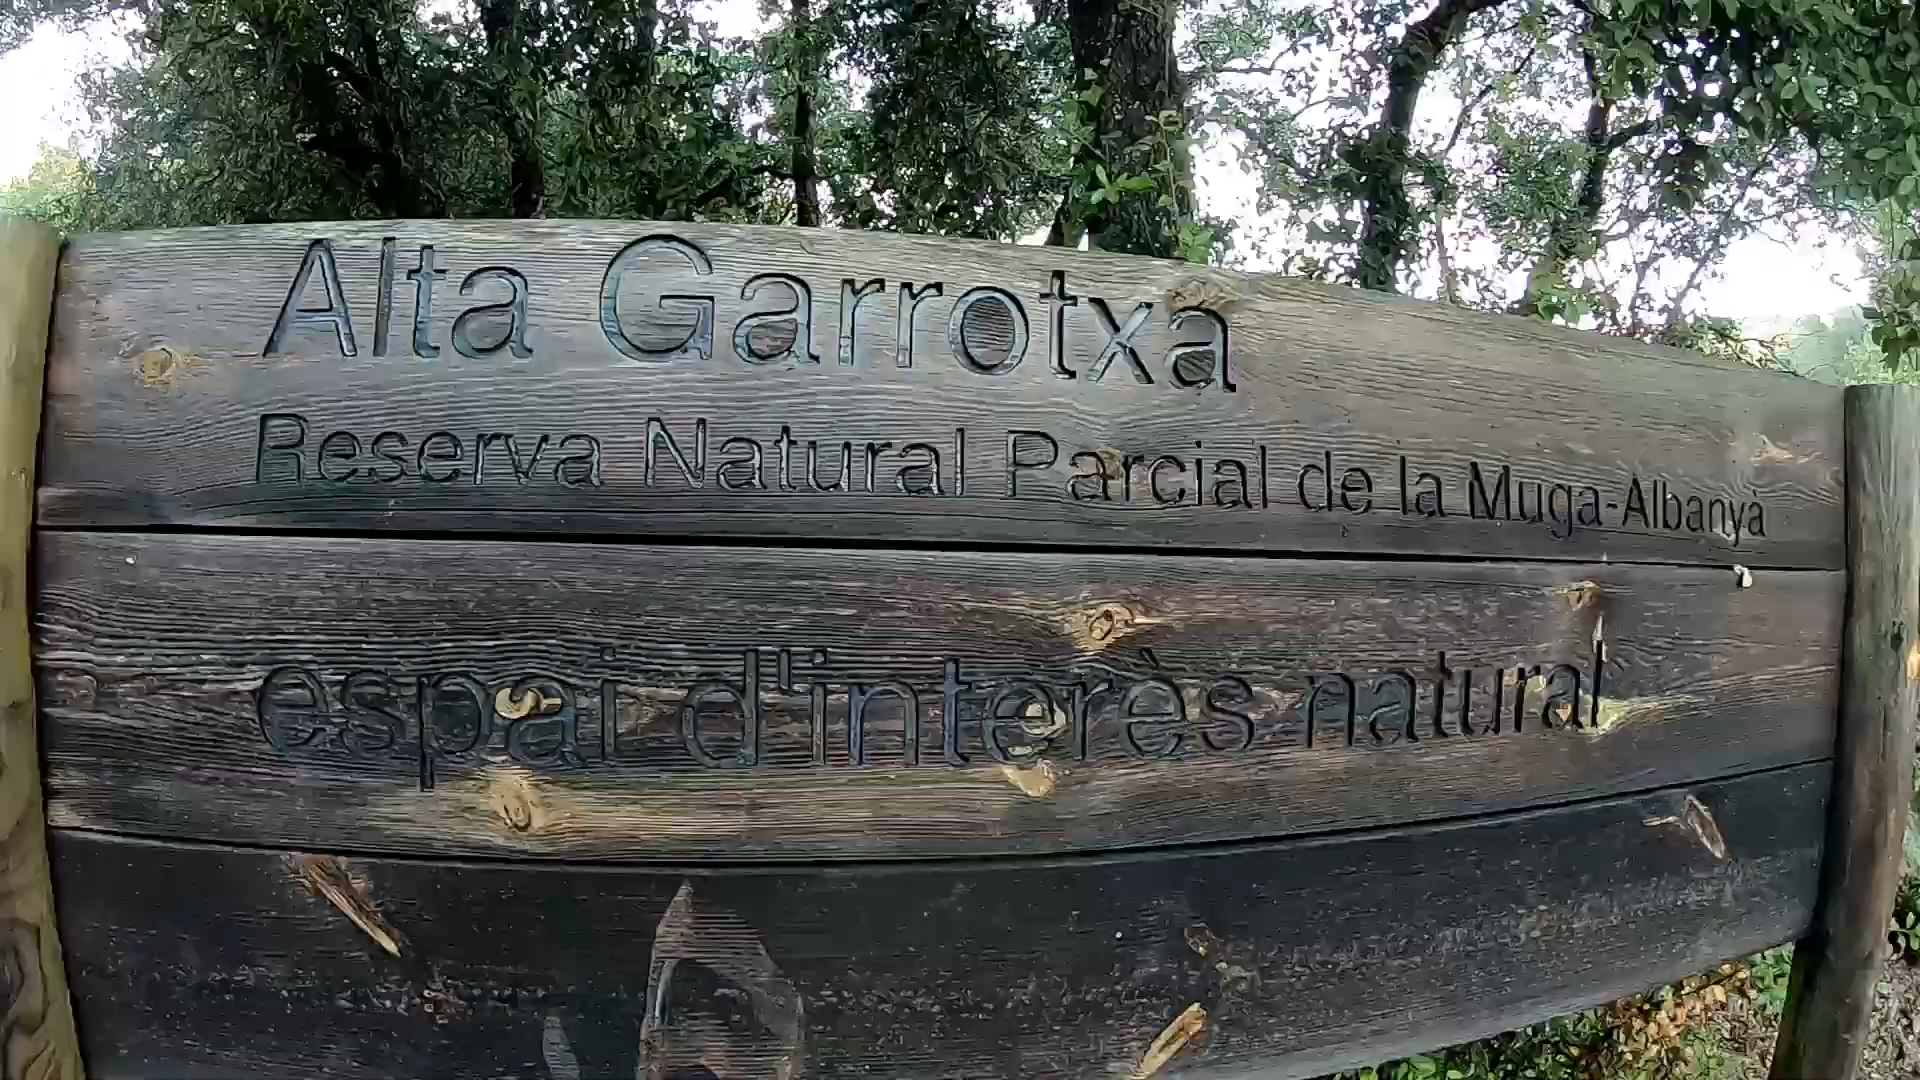 Alta Garrotxa
Reserva Natural Parcial de la Muga-Albanyà
espai d'interès natural